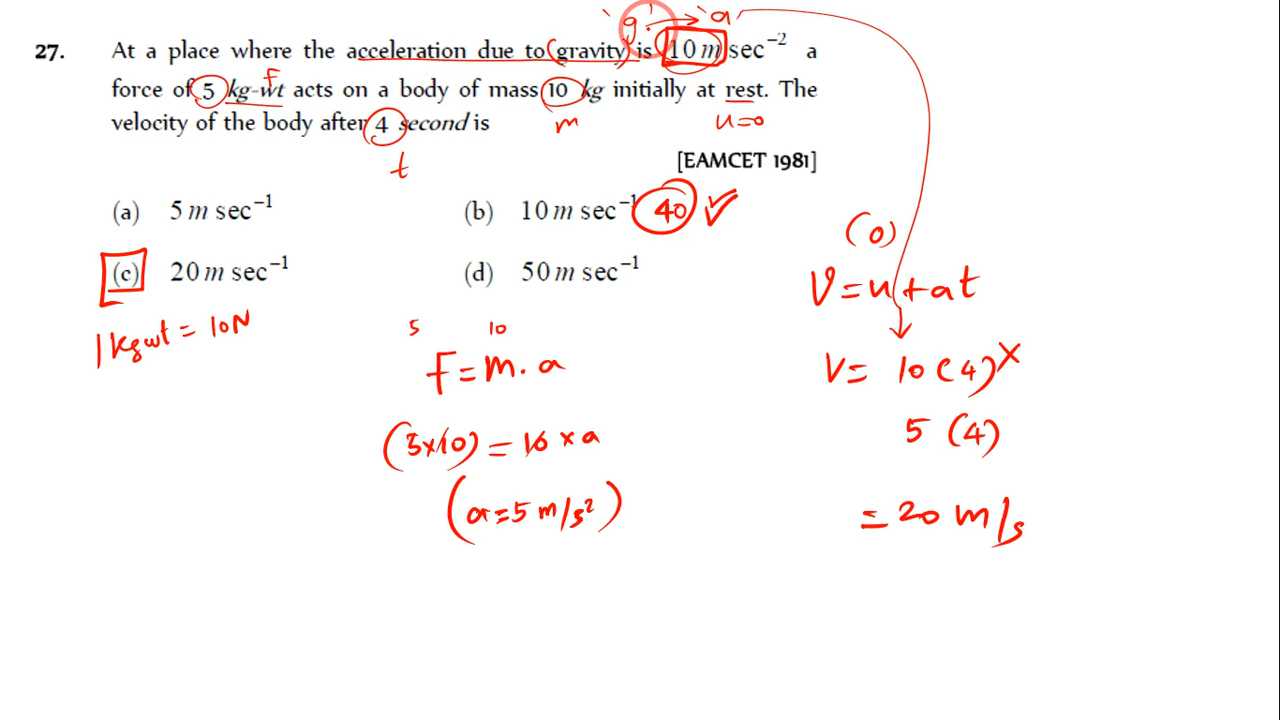 'g' → 'a'
27. At a place where the acceleration due to gravity is 10 m sec⁻² a
force of 5 kg-wt acts on a body of mass 10 kg initially at rest. The
velocity of the body after 4 second is
F
m
u=0
t
[EAMCET 1981]
(a) 5 m sec⁻¹
(b) 10 m sec⁻¹ 40 ✓
(c) 20 m sec⁻¹
(d) 50 m sec⁻¹
1 kgwt = 10N
5 10
F = m.a
(5×10) = 10 × a
(a=5 m/s²)
(0)
V=u+at
V= 10(4)×
5 (4)
= 20 m/s